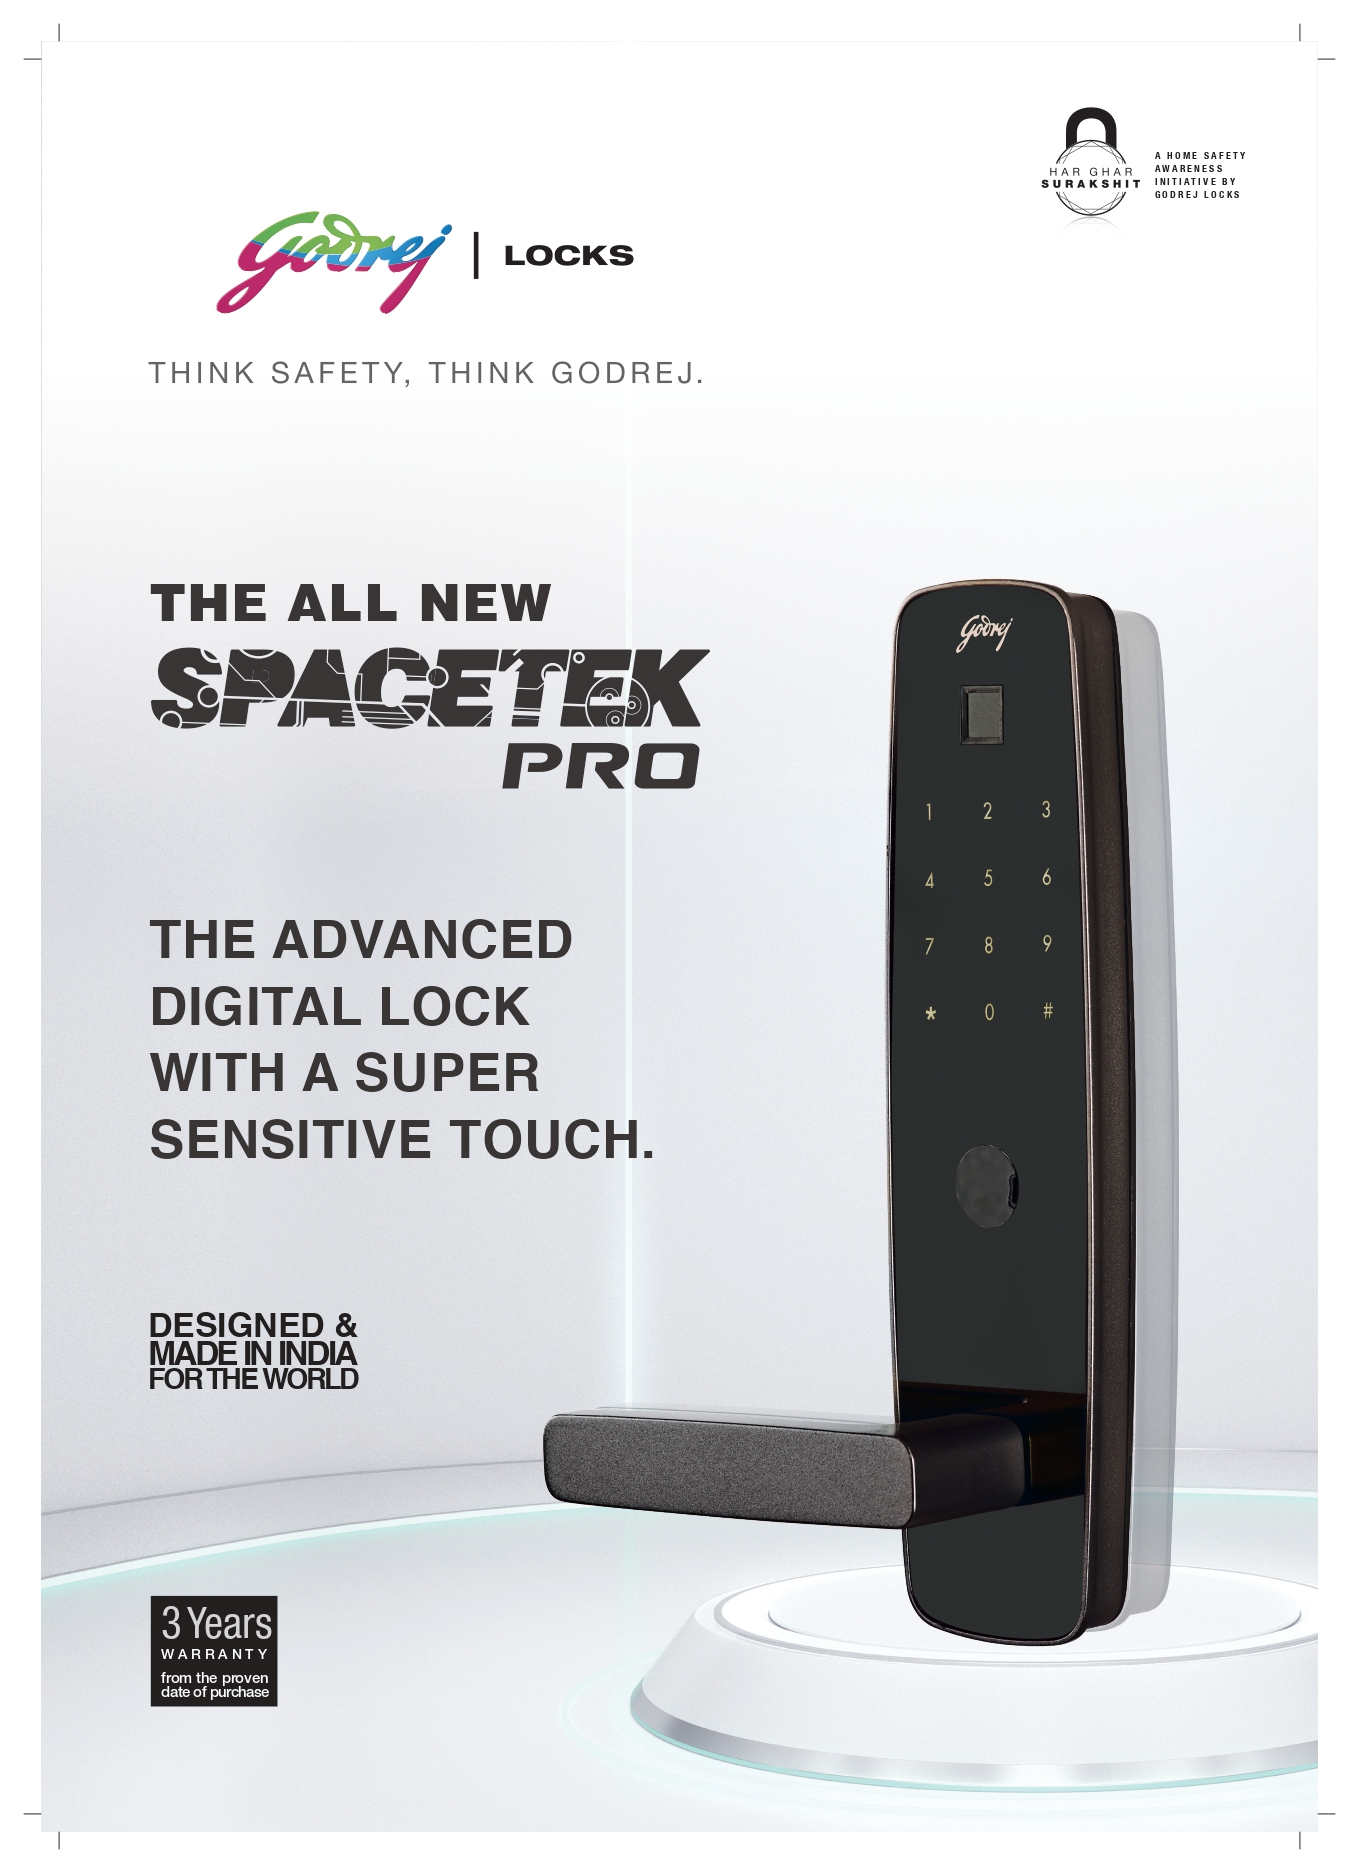 HAR GHAR
SURAKSHIT
A HOME SAFETY
AWARENESS
INITIATIVE BY
GODREJ LOCKS
Godrej | LOCKS
THINK SAFETY, THINK GODREJ.
THE ALL NEW
SPACETEK
PRO
Godrej
1 2 3
4 5 6
7 8 9
* 0 #
THE ADVANCED
DIGITAL LOCK
WITH A SUPER
SENSITIVE TOUCH.
DESIGNED &
MADE IN INDIA
FOR THE WORLD
3 Years
WARRANTY
from the proven
date of purchase